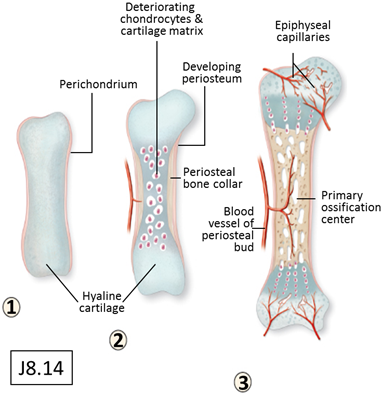 Deteriorating
chondrocytes &
cartilage matrix
Epiphyseal
capillaries
Perichondrium
Developing
periosteum
Periosteal
bone collar
Blood
vessel of
periosteal
bud
Primary
ossification
center
Hyaline
cartilage
1
2
3
J8.14